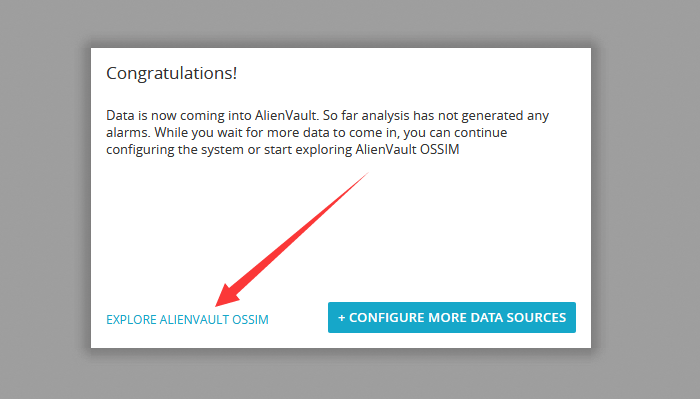 Congratulations!
Data is now coming into AlienVault. So far analysis has not generated any
alarms. While you wait for more data to come in, you can continue
configuring the system or start exploring AlienVault OSSIM
EXPLORE ALIENVAULT OSSIM
+ CONFIGURE MORE DATA SOURCES